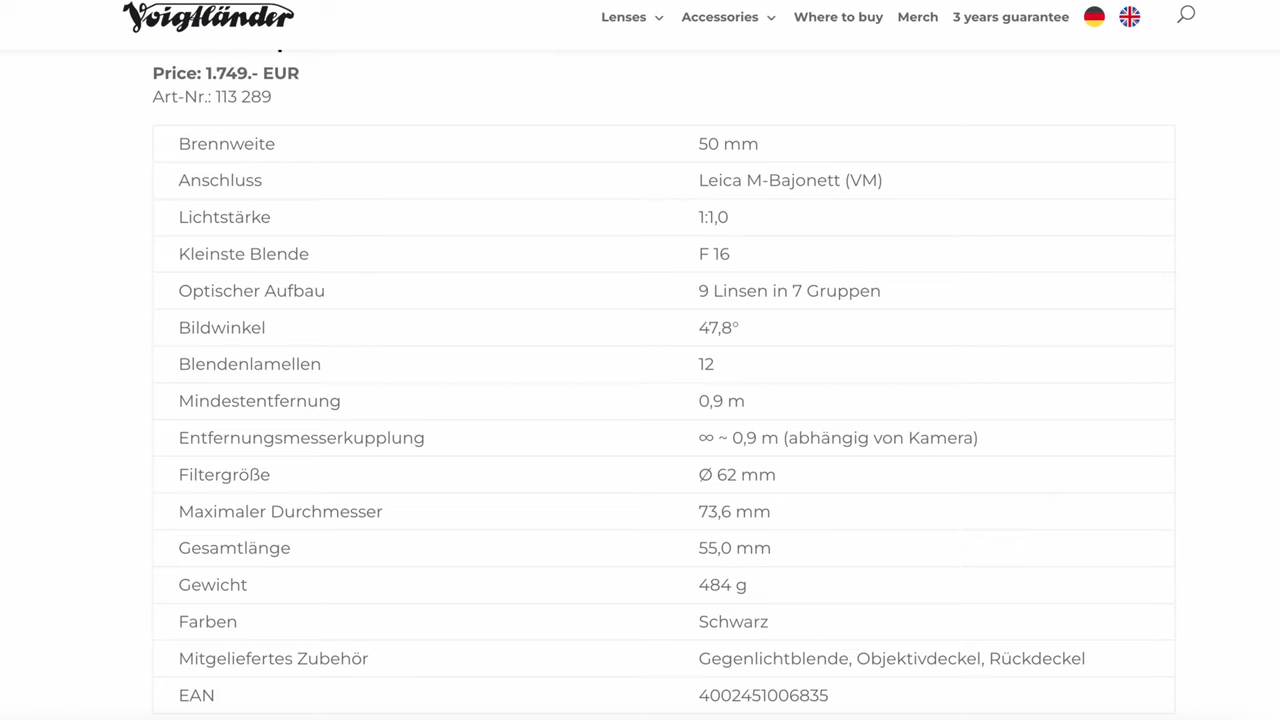 Voigtländer
Lenses Accessories Where to buy Merch 3 years guarantee
Price: 1.749.- EUR
Art-Nr.: 113 289
Brennweite 50 mm
Anschluss Leica M-Bajonett (VM)
Lichtstärke 1:1,0
Kleinste Blende F 16
Optischer Aufbau 9 Linsen in 7 Gruppen
Bildwinkel 47,8°
Blendenlamellen 12
Mindestentfernung 0,9 m
Entfernungsmesserkupplung ∞ ~ 0,9 m (abhängig von Kamera)
Filtergröße Ø 62 mm
Maximaler Durchmesser 73,6 mm
Gesamtlänge 55,0 mm
Gewicht 484 g
Farben Schwarz
Mitgeliefertes Zubehör Gegenlichtblende, Objektivdeckel, Rückdeckel
EAN 4002451006835